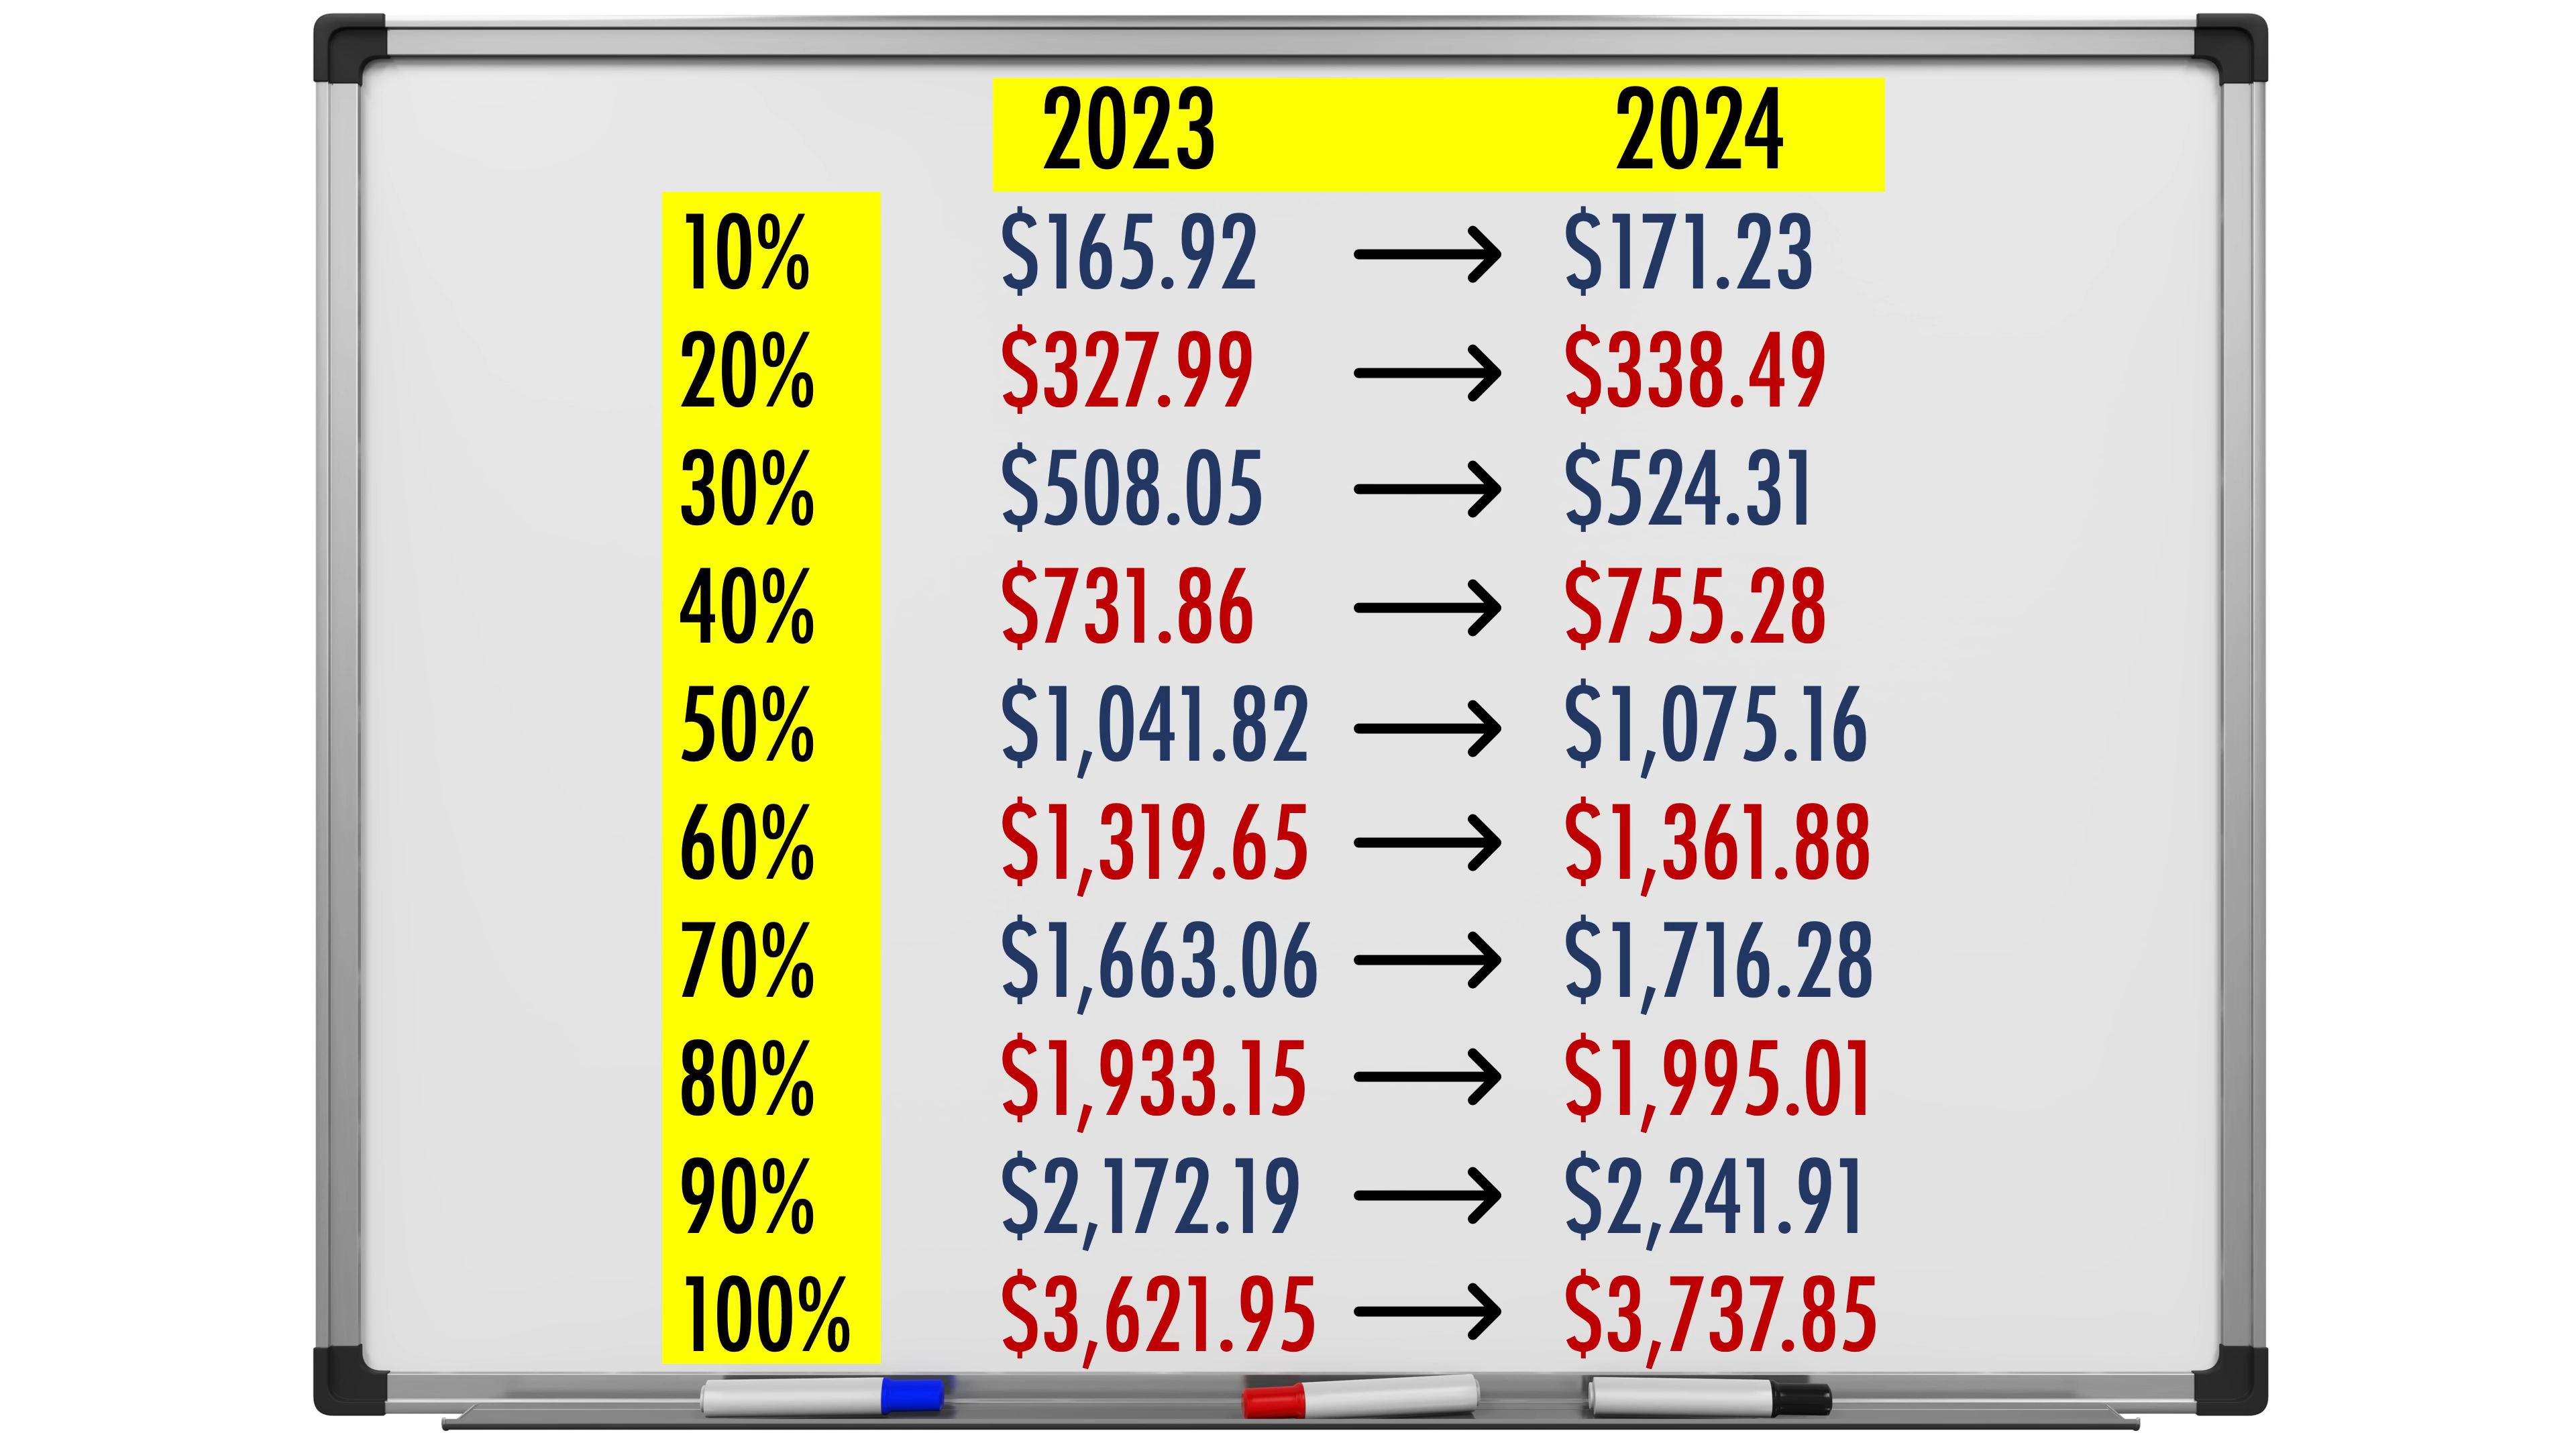 2023 2024
10% $165.92 → $171.23
20% $327.99 → $338.49
30% $508.05 → $524.31
40% $731.86 → $755.28
50% $1,041.82 → $1,075.16
60% $1,319.65 → $1,361.88
70% $1,663.06 → $1,716.28
80% $1,933.15 → $1,995.01
90% $2,172.19 → $2,241.91
100% $3,621.95 → $3,737.85